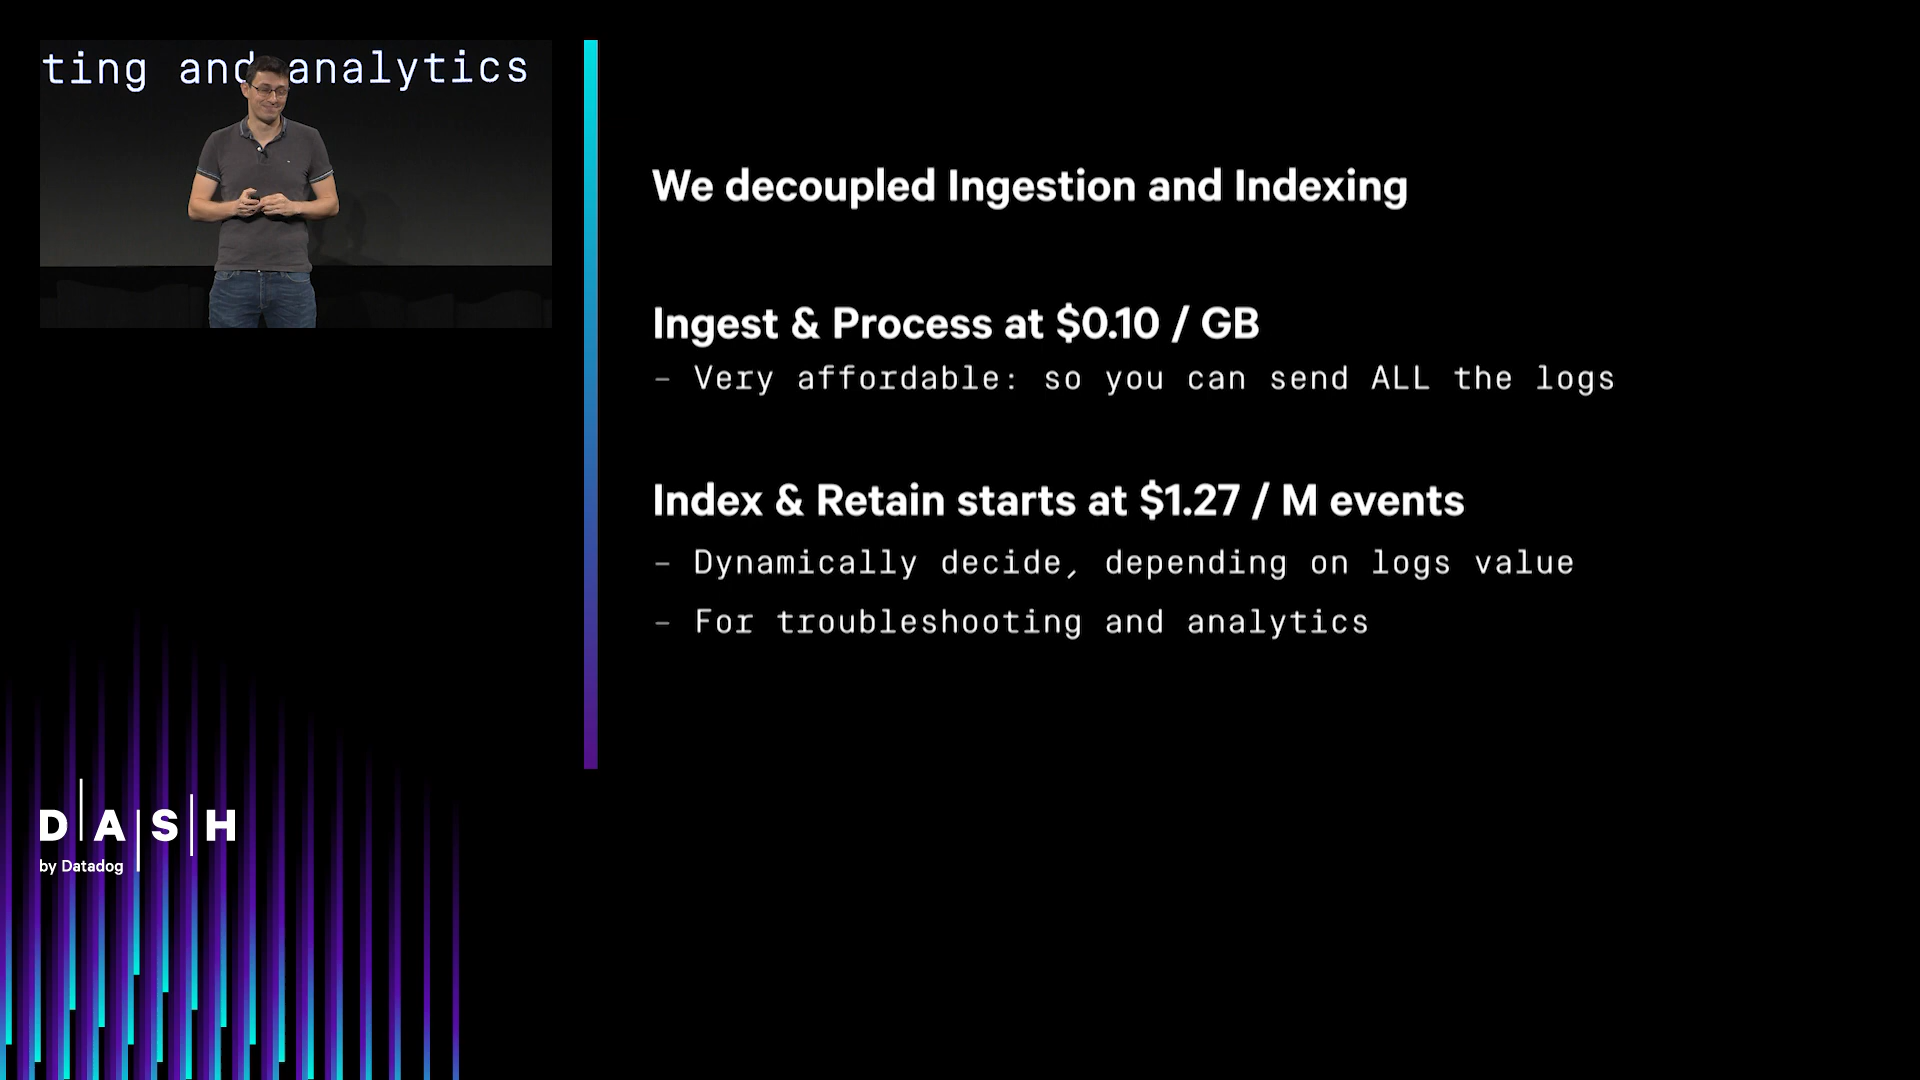 ting and analytics
We decoupled Ingestion and Indexing
Ingest & Process at $0.10 / GB
– Very affordable: so you can send ALL the logs
Index & Retain starts at $1.27 / M events
– Dynamically decide, depending on logs value
– For troubleshooting and analytics
D|A|S|H
by Datadog